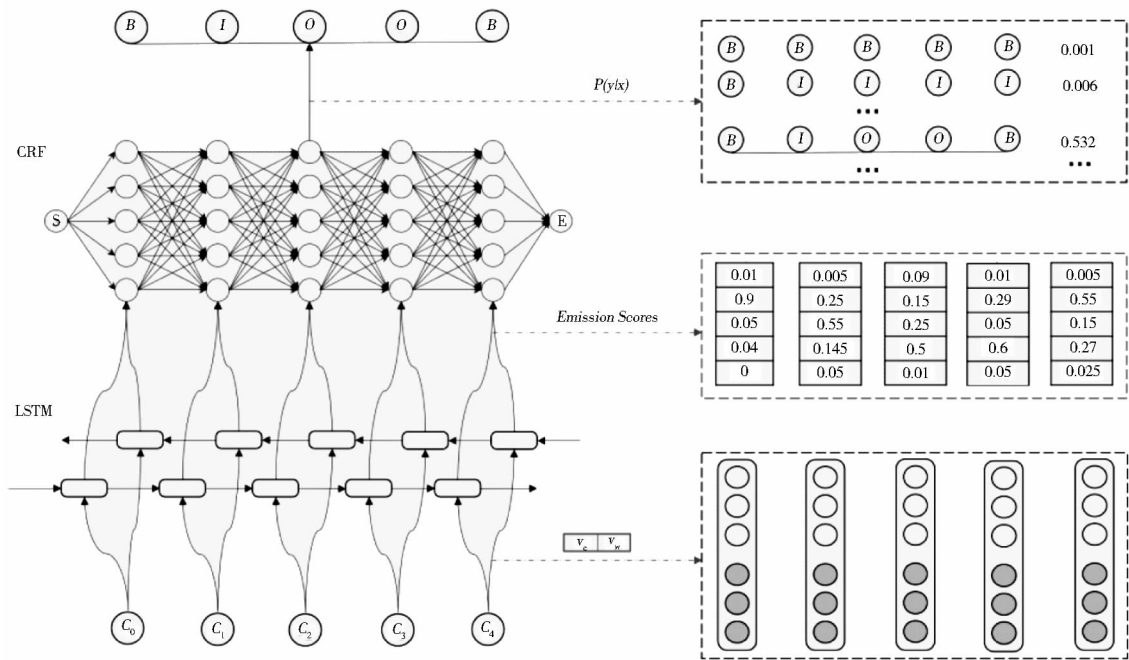 B I O O B
B B B B B 0.001
P(y/x)
B I I I I 0.006
...
CRF
B I O O B 0.532
... ...
S E
0.01 0.005 0.09 0.01 0.005
0.9 0.25 0.15 0.29 0.55
Emission Scores
0.05 0.55 0.25 0.05 0.15
0.04 0.145 0.5 0.6 0.27
0 0.05 0.01 0.05 0.025
LSTM
v_c v_w
C_0 C_1 C_2 C_3 C_4